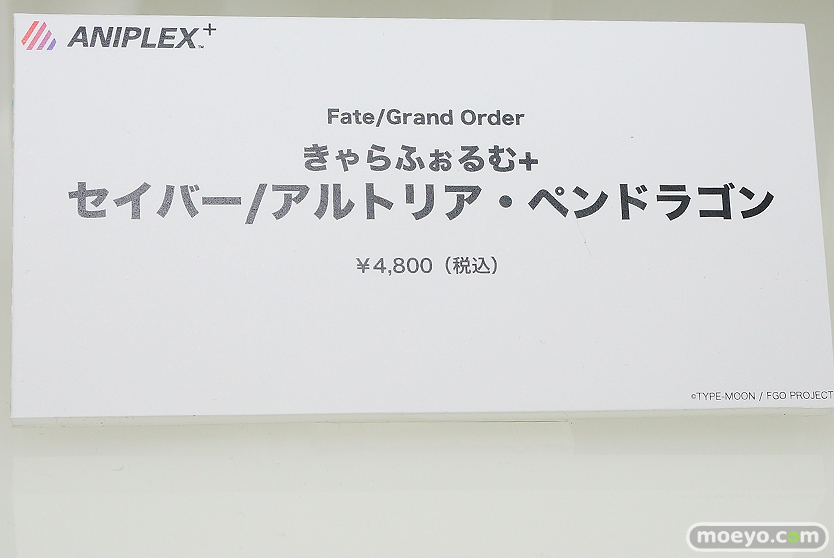 ANIPLEX+™
Fate/Grand Order
きゃらふぉるむ+
セイバー/アルトリア・ペンドラゴン
¥4,800（税込）
©TYPE-MOON / FGO PROJECT
moeyo.com